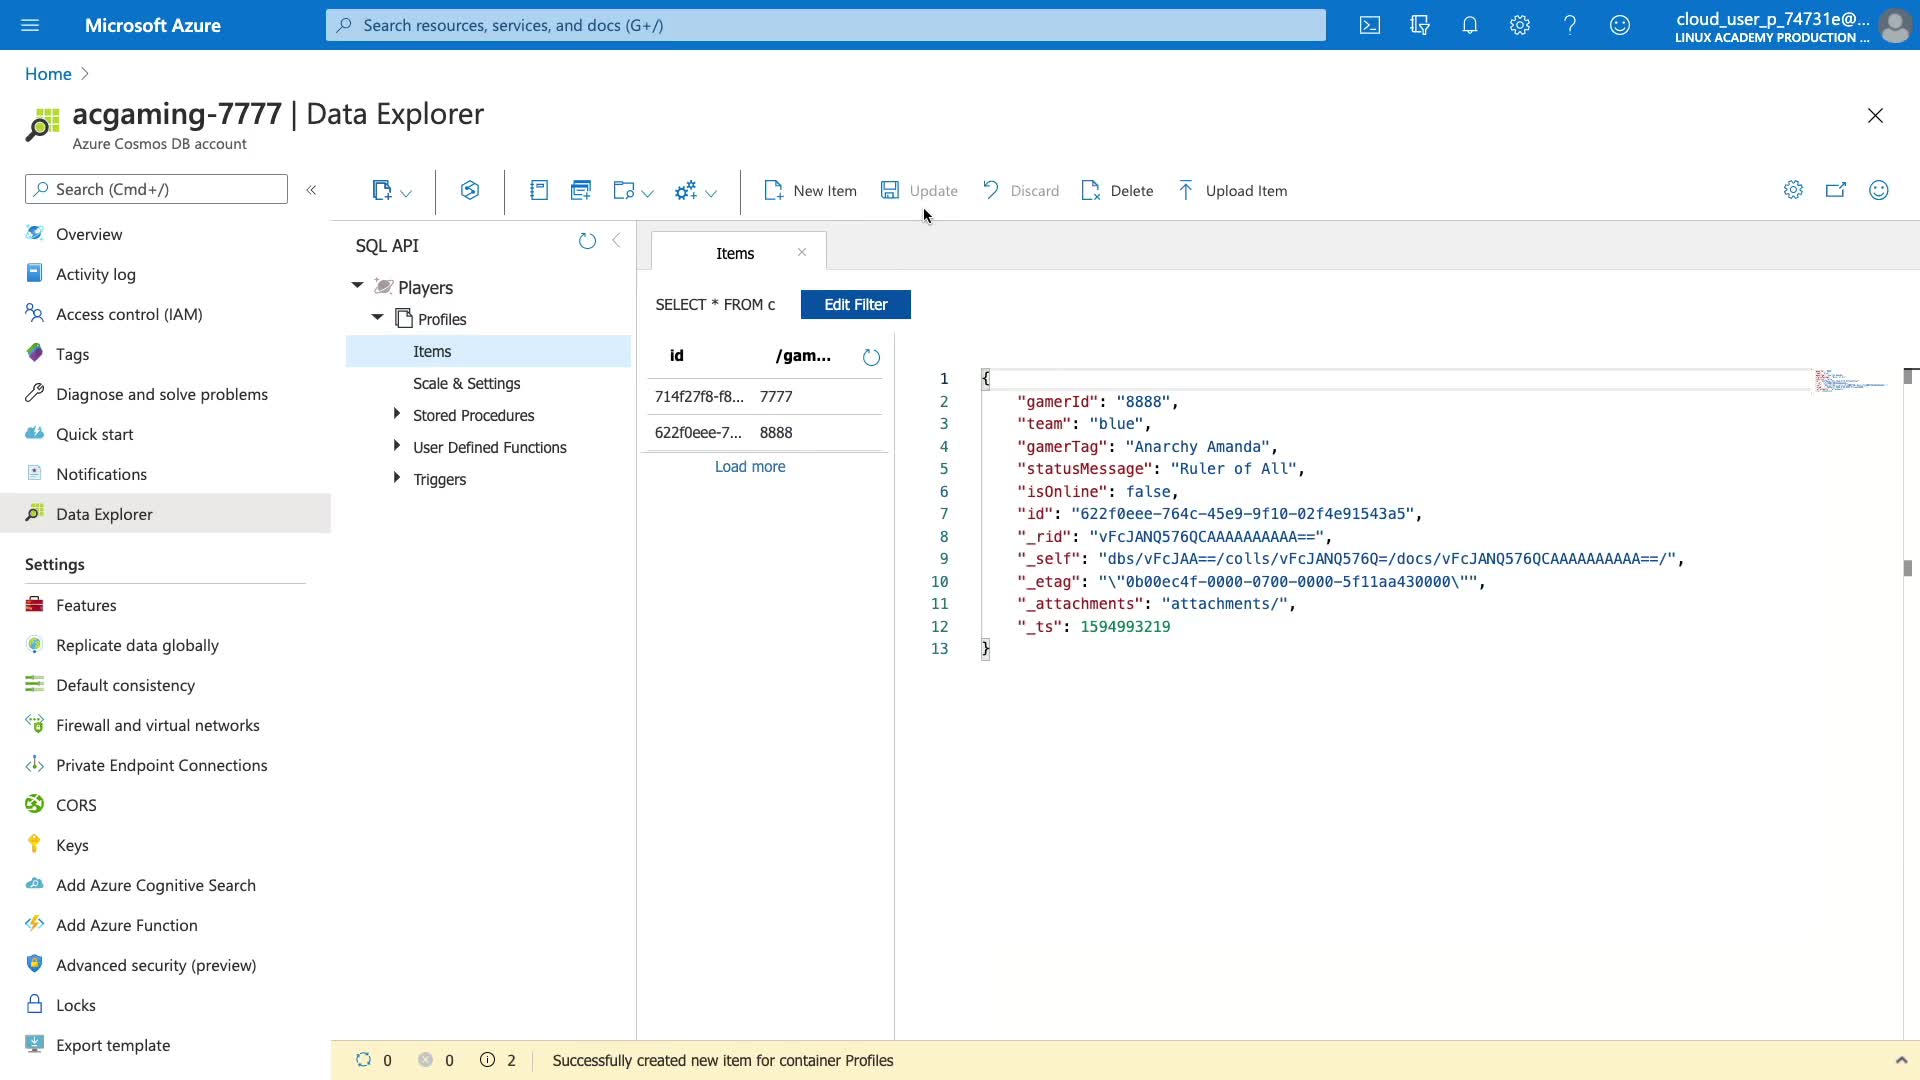 Microsoft Azure
Search resources, services, and docs (G+/)
cloud_user_p_74731e@...
LINUX ACADEMY PRODUCTION ...
Home
acgaming-7777 | Data Explorer
Azure Cosmos DB account
Search (Cmd+/)
New Item
Update
Discard
Delete
Upload Item
Overview
Activity log
Access control (IAM)
Tags
Diagnose and solve problems
Quick start
Notifications
Data Explorer
Settings
Features
Replicate data globally
Default consistency
Firewall and virtual networks
Private Endpoint Connections
CORS
Keys
Add Azure Cognitive Search
Add Azure Function
Advanced security (preview)
Locks
Export template
SQL API
Players
Profiles
Items
Scale & Settings
Stored Procedures
User Defined Functions
Triggers
Items
SELECT * FROM c
Edit Filter
id /gam...
714f27f8-f8... 7777
622f0eee-7... 8888
Load more
1 {
2 "gamerId": "8888",
3 "team": "blue",
4 "gamerTag": "Anarchy Amanda",
5 "statusMessage": "Ruler of All",
6 "isOnline": false,
7 "id": "622f0eee-764c-45e9-9f10-02f4e91543a5",
8 "_rid": "vFcJANQ576QCAAAAAAAAAA==",
9 "_self": "dbs/vFcJAA==/colls/vFcJANQ576Q=/docs/vFcJANQ576QCAAAAAAAAAA==/",
10 "_etag": "\"0b00ec4f-0000-0700-0000-5f11aa430000\"",
11 "_attachments": "attachments/",
12 "_ts": 1594993219
13 }
0 0 2 Successfully created new item for container Profiles